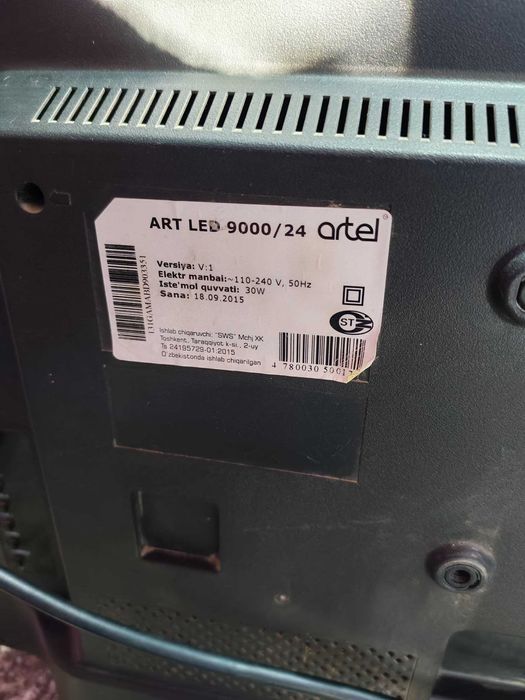 ART LED 9000/24 artel
Versiya: V:1
Elektr manbai:~110-240 V, 50Hz
Iste'mol quvvati: 30W
Sana: 18.09.2015
ST
Ishlab chiqaruvchi: "SWS" Mchj XK
Toshkent, Taraqqiyot k-si., 2-uy
Ts 24195729-01:2015
O'zbekistonda ishlab chiqarilgan
4 780030 5001